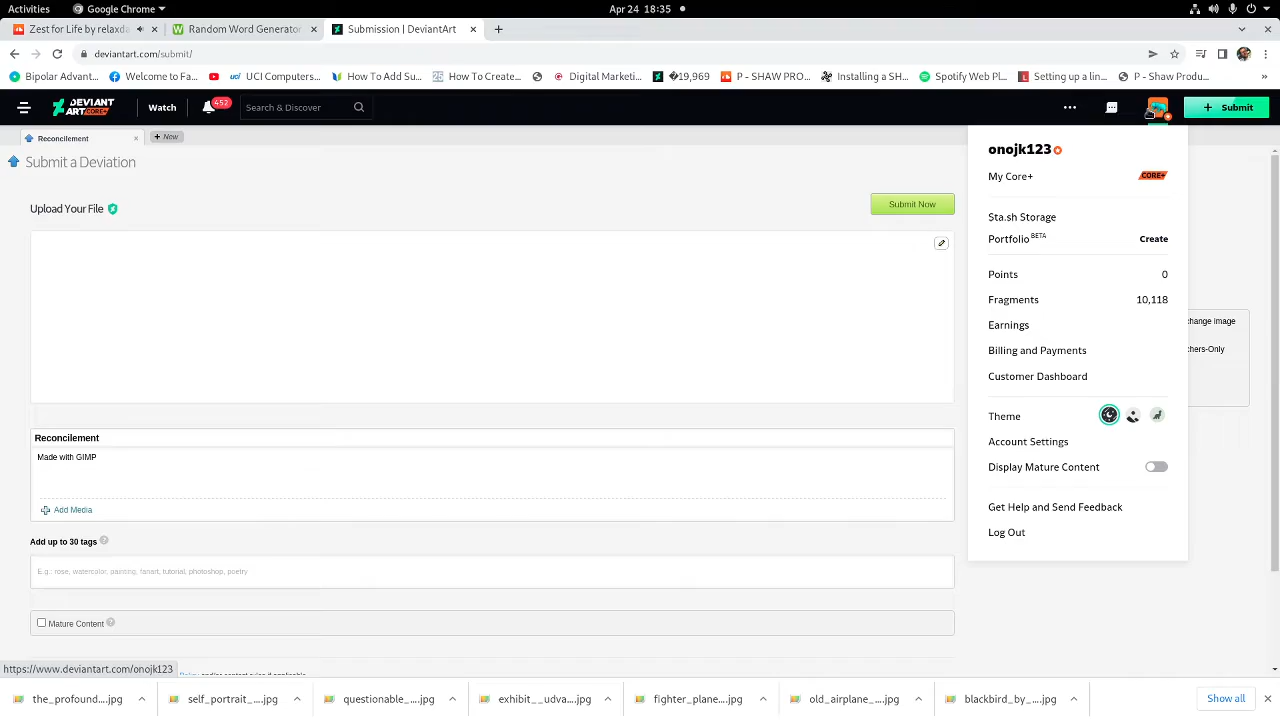 Activities
Google Chrome
Apr 24 18:35
Zest for Life by relaxda
Random Word Generator
Submission | DeviantArt
deviantart.com/submit/
Bipolar Advant...
Welcome to Fa...
UCI Computers...
How To Add Su...
How To Create...
Digital Marketi...
�19,969
P - SHAW PRO...
Installing a SH...
Spotify Web Pl...
Setting up a lin...
P - Shaw Produ...
»
DEVIANT ART CORE+
Watch
452
Search & Discover
Submit
Reconcilement
New
Submit a Deviation
onojk123
My Core+
CORE+
Upload Your File
Submit Now
Sta.sh Storage
Portfolio BETA
Create
Points 0
Fragments 10,118
Earnings
Billing and Payments
Customer Dashboard
Theme
Account Settings
Display Mature Content
Get Help and Send Feedback
Log Out
change Image
chers-Only
Reconcilement
Made with GIMP
Add Media
Add up to 30 tags
E.g.: rose, watercolor, painting, fanart, tutorial, photoshop, poetry
Mature Content
https://www.deviantart.com/onojk123
the_profound....jpg
self_portrait_....jpg
questionable_....jpg
exhibit__udva....jpg
fighter_plane....jpg
old_airplane_....jpg
blackbird_by_....jpg
Show all